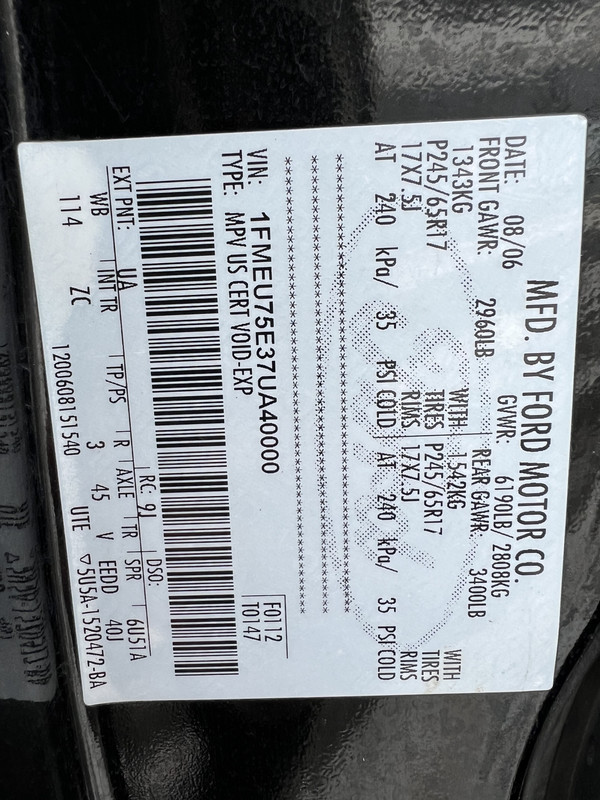 MFD. BY FORD MOTOR CO.
DATE: 08/06 GVWR: 6190LB/ 2808KG
FRONT GAWR: 2960LB REAR GAWR: 3400LB
1343KG WITH 1542KG WITH
P245/65R17 TIRES P245/65R17 TIRES
17X7.5J RIMS 17X7.5J RIMS
AT 240 kPa/ 35 PSI COLD AT 240 kPa/ 35 PSI COLD
VIN: 1FMEU75E37UA40000
TYPE: MPV US CERT VOID-EXP
F0112
T0147
EXT PNT: UA RC: 91 DSO:
WB INT TR TP/PS R AXLE TR SPR 6U51A
114 ZC 3 45 V EEDD 40J
1200608151540 UTE ▽5U5A-1520472-BA